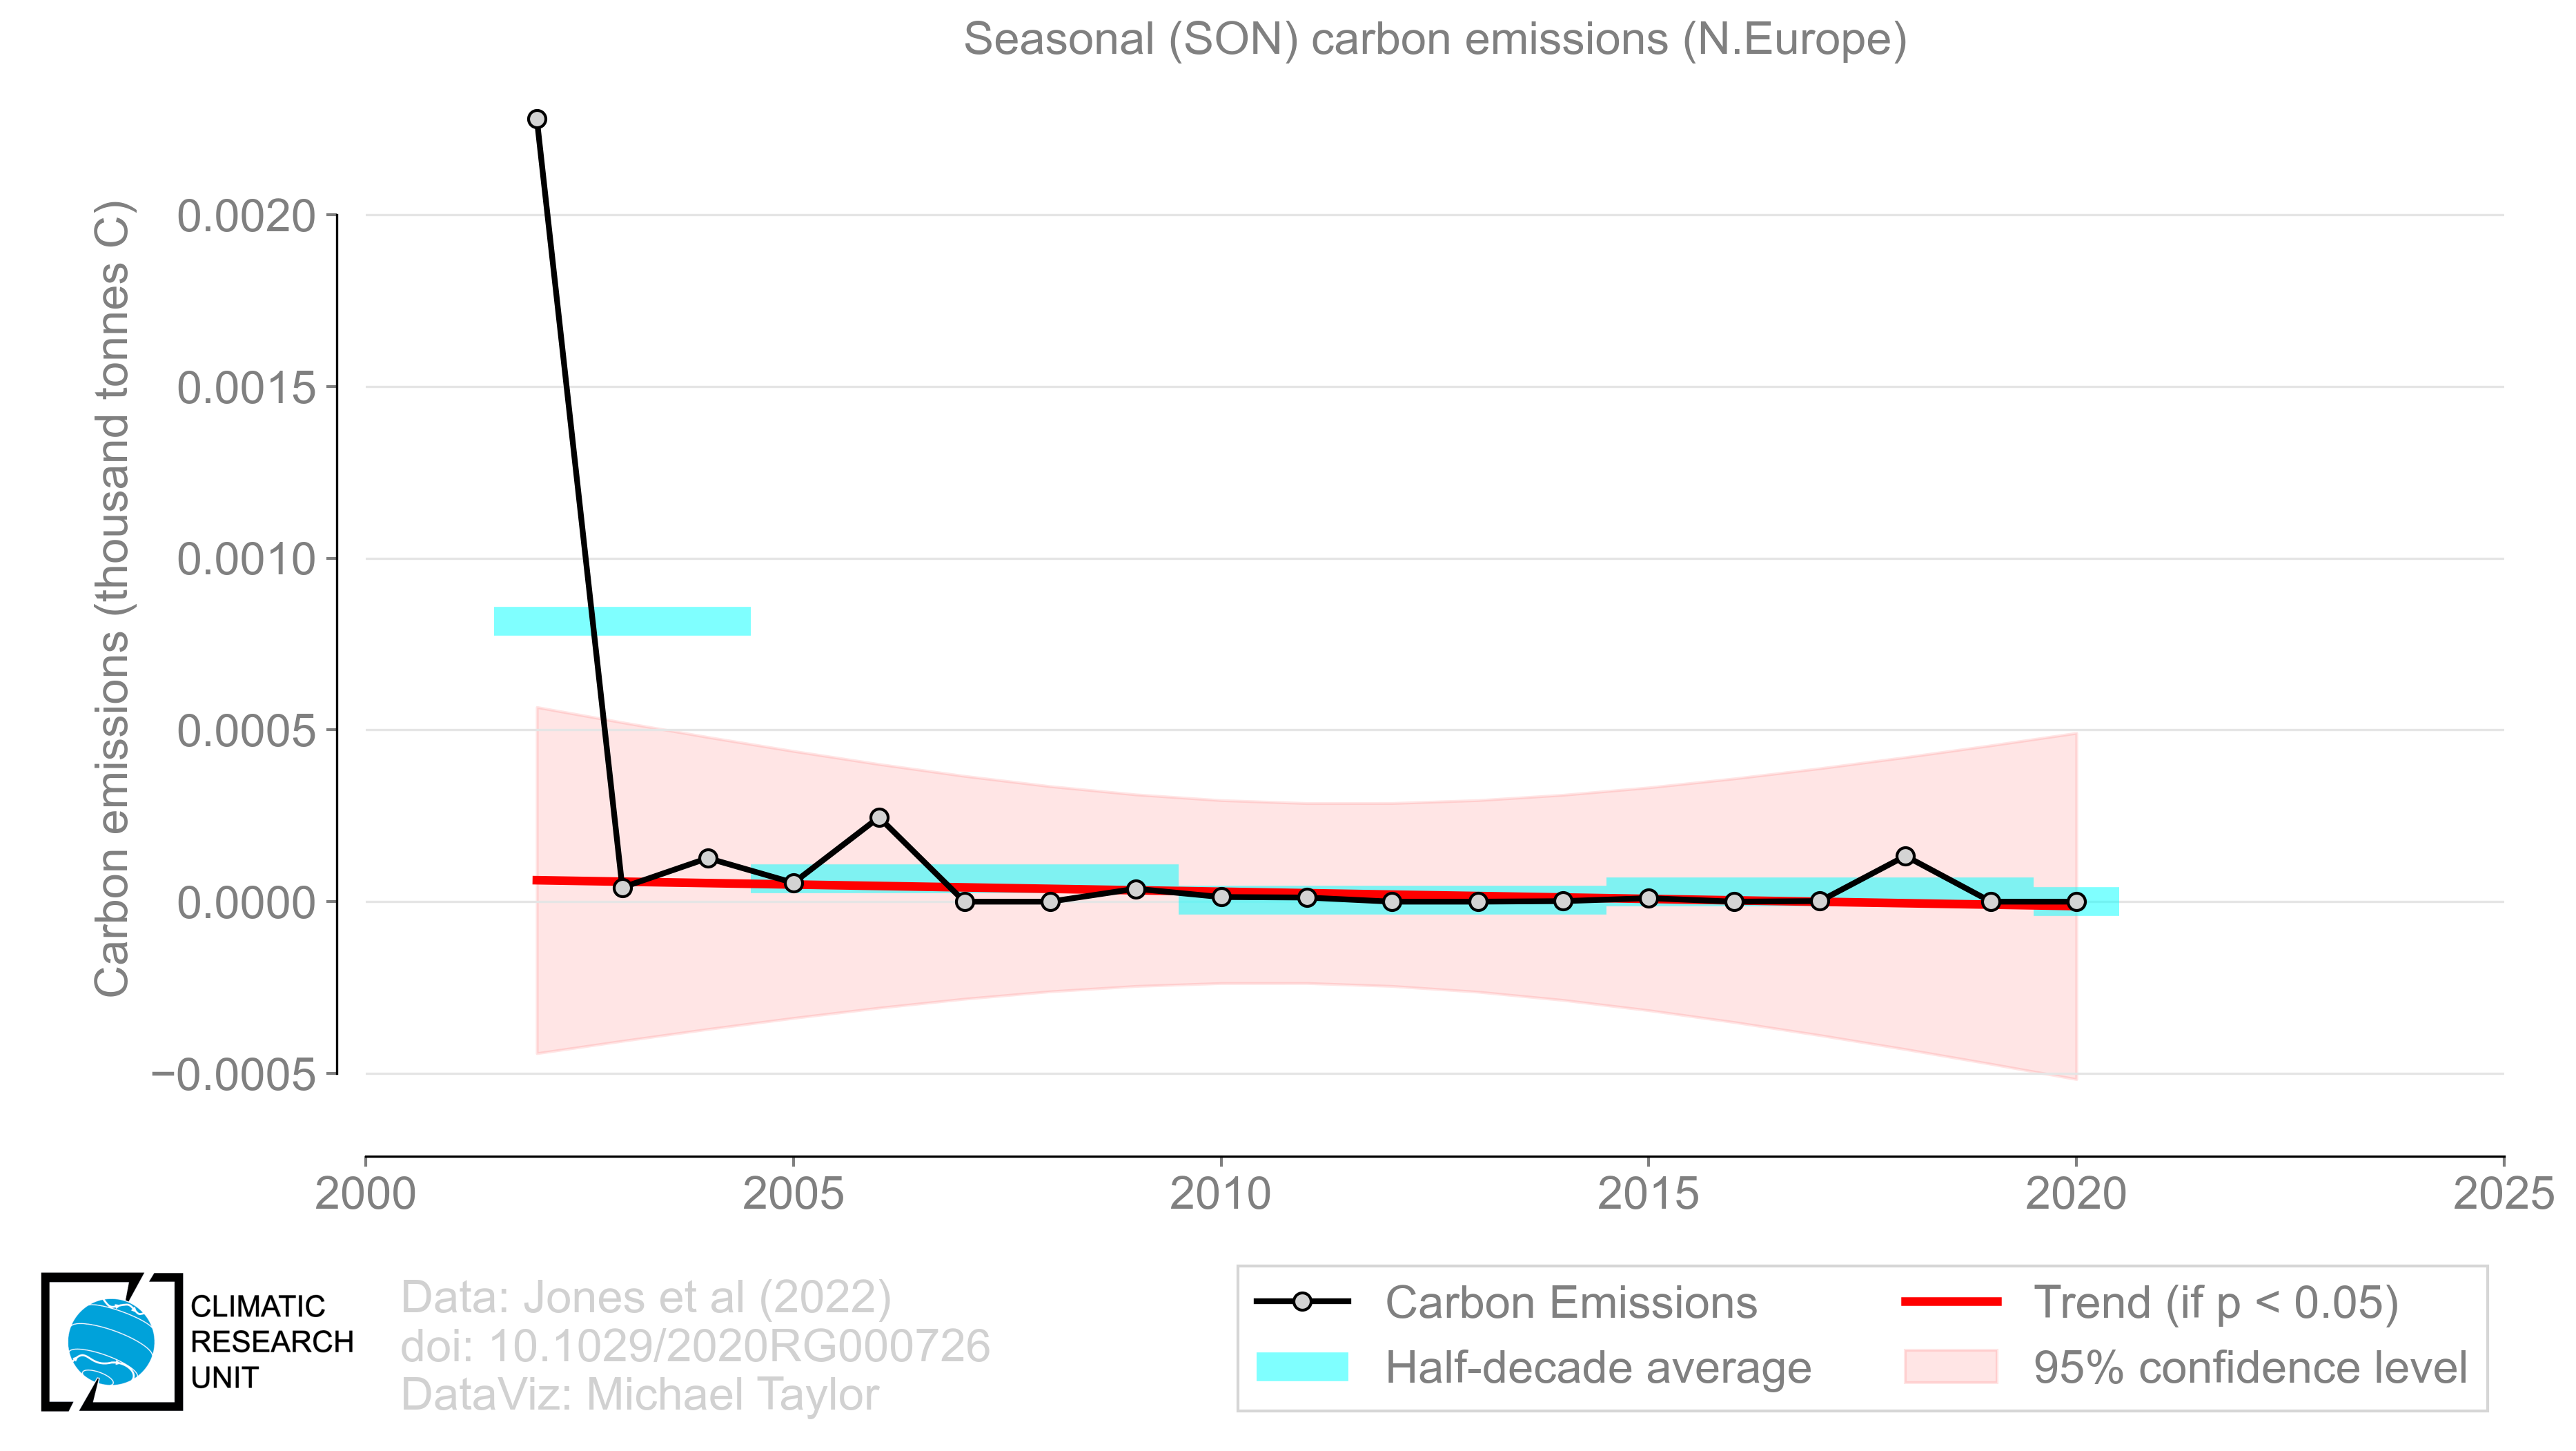 Seasonal (SON) carbon emissions (N.Europe)
Carbon emissions (thousand tonnes C)
0.0020
0.0015
0.0010
0.0005
0.0000
−0.0005
2000 2005 2010 2015 2020 2025
CLIMATIC
RESEARCH
UNIT
Data: Jones et al (2022)
doi: 10.1029/2020RG000726
DataViz: Michael Taylor
Carbon Emissions
Half-decade average
Trend (if p < 0.05)
95% confidence level